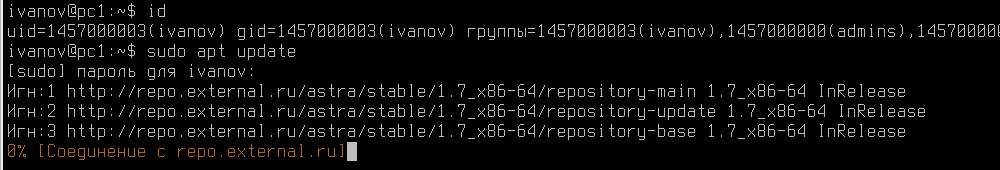 ivanov@pc1:~$ id
uid=1457000003(ivanov) gid=1457000003(ivanov) группы=1457000003(ivanov),1457000000(admins),145700000
ivanov@pc1:~$ sudo apt update
[sudo] пароль для ivanov:
Игн:1 http://repo.external.ru/astra/stable/1.7_x86-64/repository-main 1.7_x86-64 InRelease
Игн:2 http://repo.external.ru/astra/stable/1.7_x86-64/repository-update 1.7_x86-64 InRelease
Игн:3 http://repo.external.ru/astra/stable/1.7_x86-64/repository-base 1.7_x86-64 InRelease
0% [Соединение с repo.external.ru]